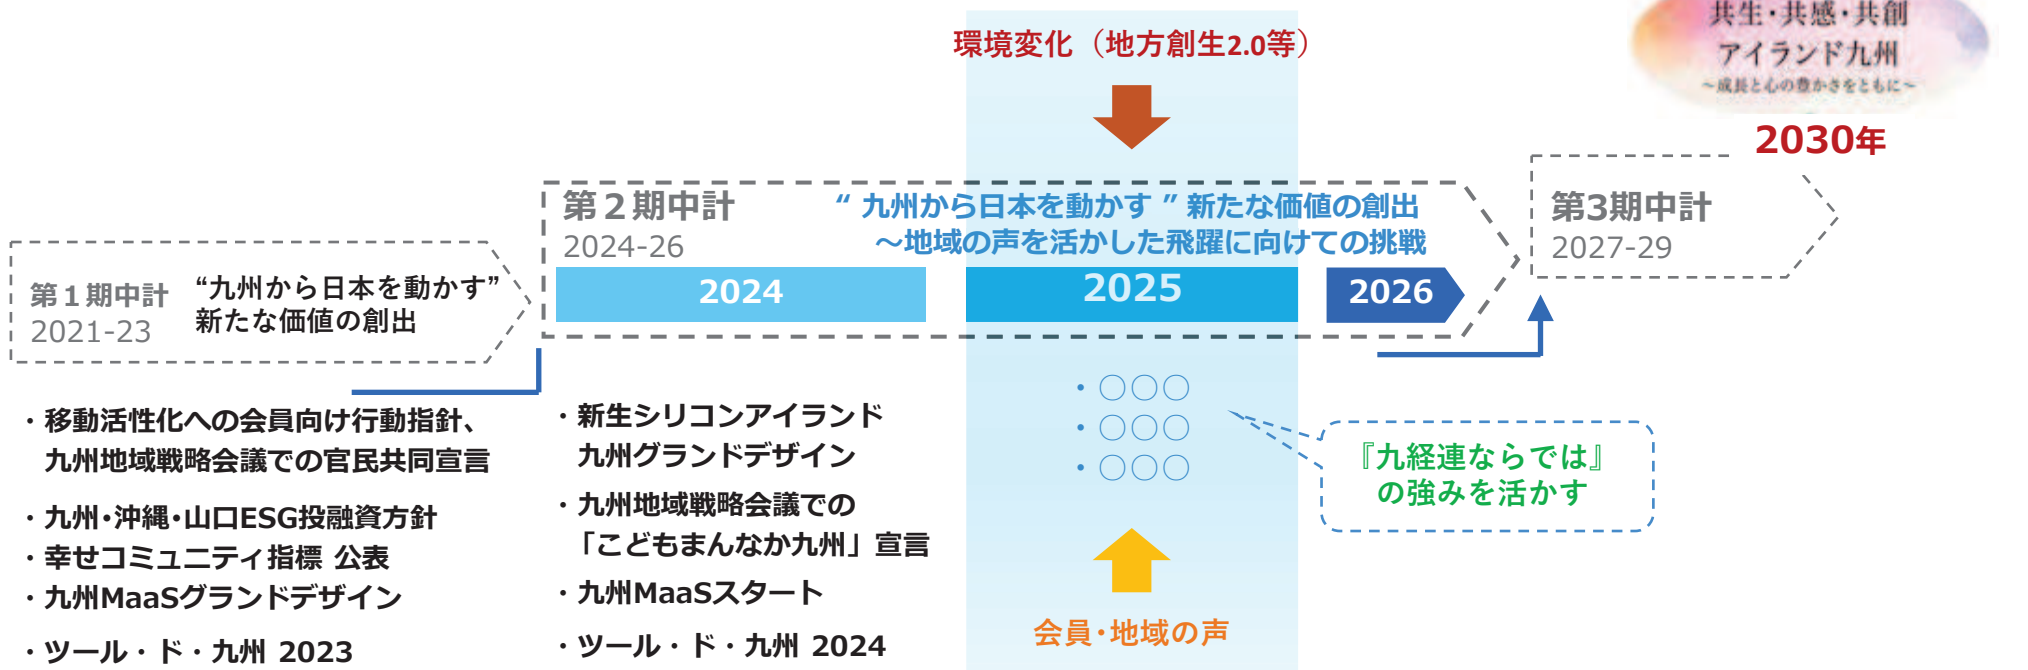 共生・共感・共創
アイランド九州
～成長と心の豊かさをともに～
2030年
環境変化（地方創生2.0等）
第１期中計
2021-23
“九州から日本を動かす”
新たな価値の創出
第２期中計
2024-26
“ 九州から日本を動かす ” 新たな価値の創出
～地域の声を活かした飛躍に向けての挑戦
2024
2025
2026
第3期中計
2027-29
・移動活性化への会員向け行動指針、
九州地域戦略会議での官民共同宣言
・九州・沖縄・山口ESG投融資方針
・幸せコミュニティ指標 公表
・九州MaaSグランドデザイン
・ツール・ド・九州 2023
・新生シリコンアイランド
九州グランドデザイン
・九州地域戦略会議での
「こどもまんなか九州」宣言
・九州MaaSスタート
・ツール・ド・九州 2024
・〇〇〇
・〇〇〇
・〇〇〇
『九経連ならでは』
の強みを活かす
会員・地域の声